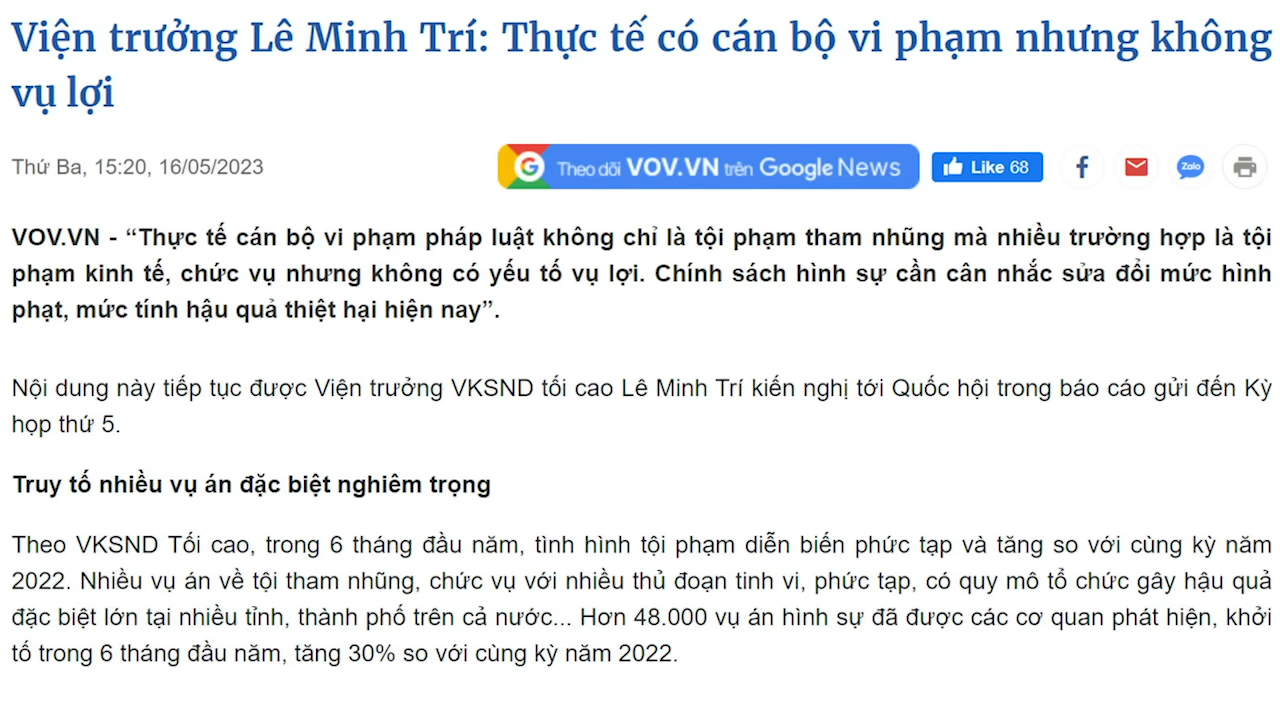 Viện trưởng Lê Minh Trí: Thực tế có cán bộ vi phạm nhưng không
vụ lợi
Thứ Ba, 15:20, 16/05/2023
G Theo dõi VOV.VN trên Google News
Like 68
f
Zalo
VOV.VN - “Thực tế cán bộ vi phạm pháp luật không chỉ là tội phạm tham nhũng mà nhiều trường hợp là tội
phạm kinh tế, chức vụ nhưng không có yếu tố vụ lợi. Chính sách hình sự cần cân nhắc sửa đổi mức hình
phạt, mức tính hậu quả thiệt hại hiện nay”.
Nội dung này tiếp tục được Viện trưởng VKSND tối cao Lê Minh Trí kiến nghị tới Quốc hội trong báo cáo gửi đến Kỳ
họp thứ 5.
Truy tố nhiều vụ án đặc biệt nghiêm trọng
Theo VKSND Tối cao, trong 6 tháng đầu năm, tình hình tội phạm diễn biến phức tạp và tăng so với cùng kỳ năm
2022. Nhiều vụ án về tội tham nhũng, chức vụ với nhiều thủ đoạn tinh vi, phức tạp, có quy mô tổ chức gây hậu quả
đặc biệt lớn tại nhiều tỉnh, thành phố trên cả nước... Hơn 48.000 vụ án hình sự đã được các cơ quan phát hiện, khởi
tố trong 6 tháng đầu năm, tăng 30% so với cùng kỳ năm 2022.